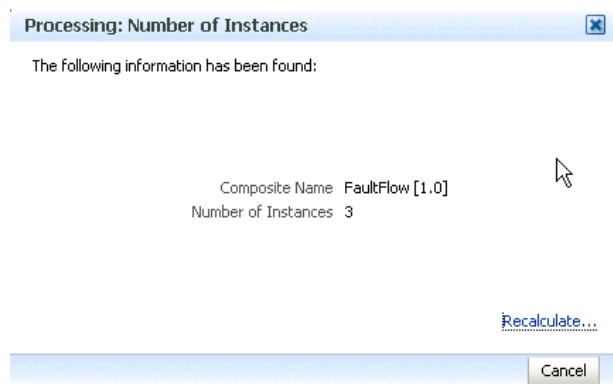 Processing: Number of Instances
The following information has been found:
Composite Name FaultFlow [1.0]
Number of Instances 3
Recalculate...
Cancel